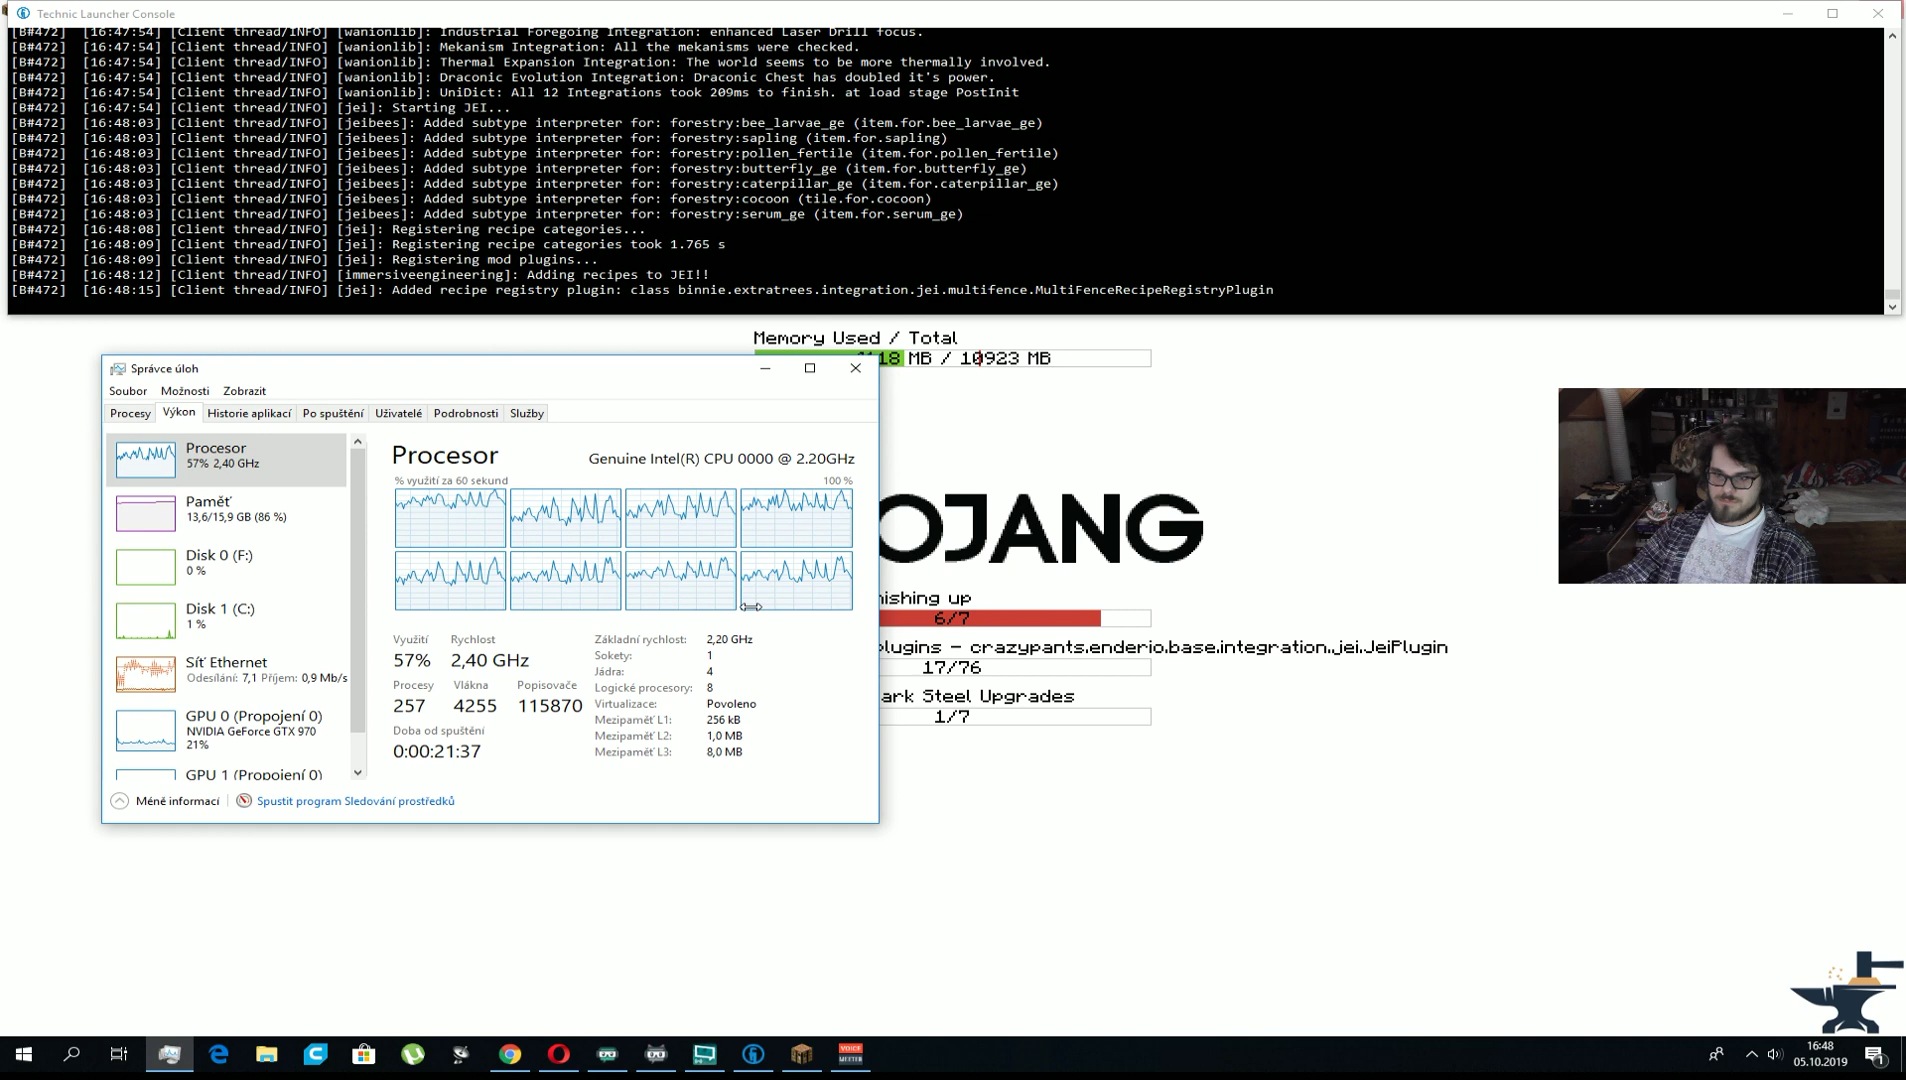 Technic Launcher Console
[B#472] [16:47:54] [Client thread/INFO] [wanionlib]: Industrial Foregoing Integration: enhanced Laser Drill focus.
[B#472] [16:47:54] [Client thread/INFO] [wanionlib]: Mekanism Integration: All the mekanisms were checked.
[B#472] [16:47:54] [Client thread/INFO] [wanionlib]: Thermal Expansion Integration: The world seems to be more thermally involved.
[B#472] [16:47:54] [Client thread/INFO] [wanionlib]: Draconic Evolution Integration: Draconic Chest has doubled it's power.
[B#472] [16:47:54] [Client thread/INFO] [wanionlib]: UniDict: All 12 Integrations took 209ms to finish. at load stage PostInit
[B#472] [16:47:54] [Client thread/INFO] [jei]: Starting JEI...
[B#472] [16:48:03] [Client thread/INFO] [jeibees]: Added subtype interpreter for: forestry:bee_larvae_ge (item.for.bee_larvae_ge)
[B#472] [16:48:03] [Client thread/INFO] [jeibees]: Added subtype interpreter for: forestry:sapling (item.for.sapling)
[B#472] [16:48:03] [Client thread/INFO] [jeibees]: Added subtype interpreter for: forestry:pollen_fertile (item.for.pollen_fertile)
[B#472] [16:48:03] [Client thread/INFO] [jeibees]: Added subtype interpreter for: forestry:butterfly_ge (item.for.butterfly_ge)
[B#472] [16:48:03] [Client thread/INFO] [jeibees]: Added subtype interpreter for: forestry:caterpillar_ge (item.for.caterpillar_ge)
[B#472] [16:48:03] [Client thread/INFO] [jeibees]: Added subtype interpreter for: forestry:cocoon (tile.for.cocoon)
[B#472] [16:48:03] [Client thread/INFO] [jeibees]: Added subtype interpreter for: forestry:serum_ge (item.for.serum_ge)
[B#472] [16:48:08] [Client thread/INFO] [jei]: Registering recipe categories...
[B#472] [16:48:09] [Client thread/INFO] [jei]: Registering recipe categories took 1.765 s
[B#472] [16:48:09] [Client thread/INFO] [jei]: Registering mod plugins...
[B#472] [16:48:12] [Client thread/INFO] [immersiveengineering]: Adding recipes to JEI!!
[B#472] [16:48:15] [Client thread/INFO] [jei]: Added recipe registry plugin: class binnie.extratrees.integration.jei.multifence.MultiFenceRecipeRegistryPlugin
Memory Used / Total
118 MB / 10923 MB
Správce úloh
Soubor Možnosti Zobrazit
Procesy Výkon Historie aplikací Po spuštění Uživatelé Podrobnosti Služby
Procesor
57% 2,40 GHz
Paměť
13,6/15,9 GB (86 %)
Disk 0 (F:)
0 %
Disk 1 (C:)
1 %
Síť Ethernet
Odesílání: 7,1 Příjem: 0,9 Mb/s
GPU 0 (Propojení 0)
NVIDIA GeForce GTX 970
21%
GPU 1 (Propojení 0)
Procesor Genuine Intel(R) CPU 0000 @ 2.20GHz
% využití za 60 sekund 100 %
Využití Rychlost
57% 2,40 GHz
Procesy Vlákna Popisovače
257 4255 115870
Doba od spuštění
0:00:21:37
Základní rychlost: 2,20 GHz
Sokety: 1
Jádra: 4
Logické procesory: 8
Virtualizace: Povoleno
Mezipaměť L1: 256 kB
Mezipaměť L2: 1,0 MB
Mezipaměť L3: 8,0 MB
Méně informací Spustit program Sledování prostředků
OJANG
nishing up
6/7
plugins - crazypants.enderio.base.integration.jei.JeiPlugin
17/76
ark Steel Upgrades
1/7
VOICE
MEETER
16:48
05.10.2019
1